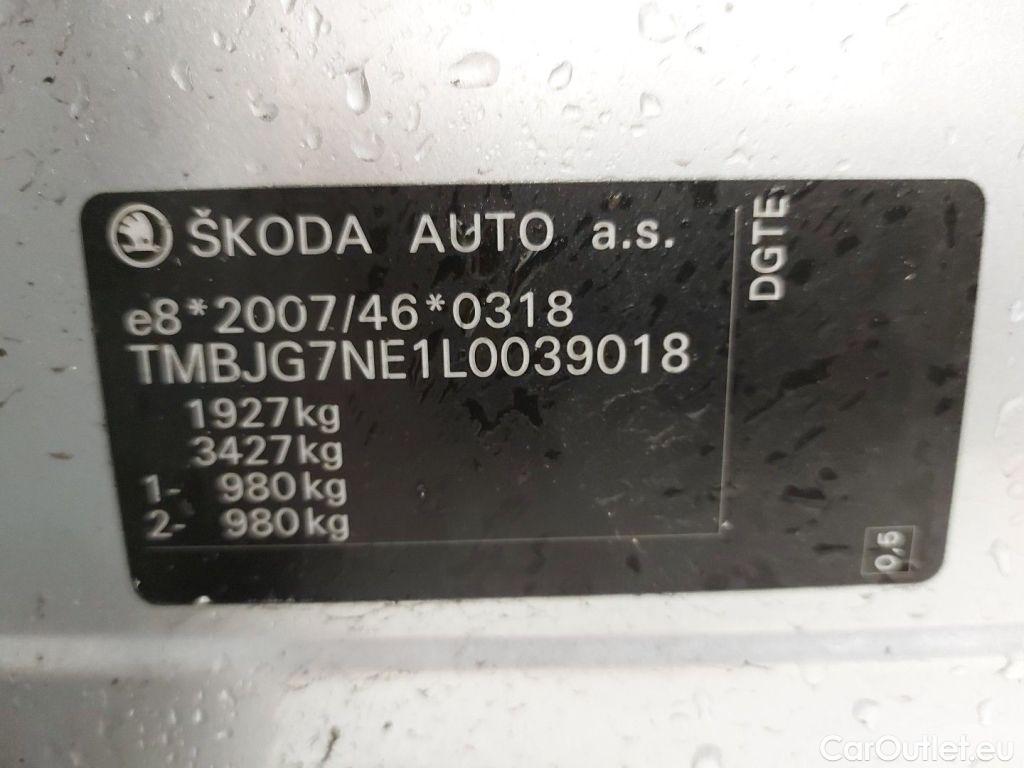 ŠKODA AUTO a.s.
e8*2007/46*0318
TMBJG7NE1L0039018
1927kg
3427kg
1- 980kg
2- 980kg
DGTE
0,5
CarOutlet.eu